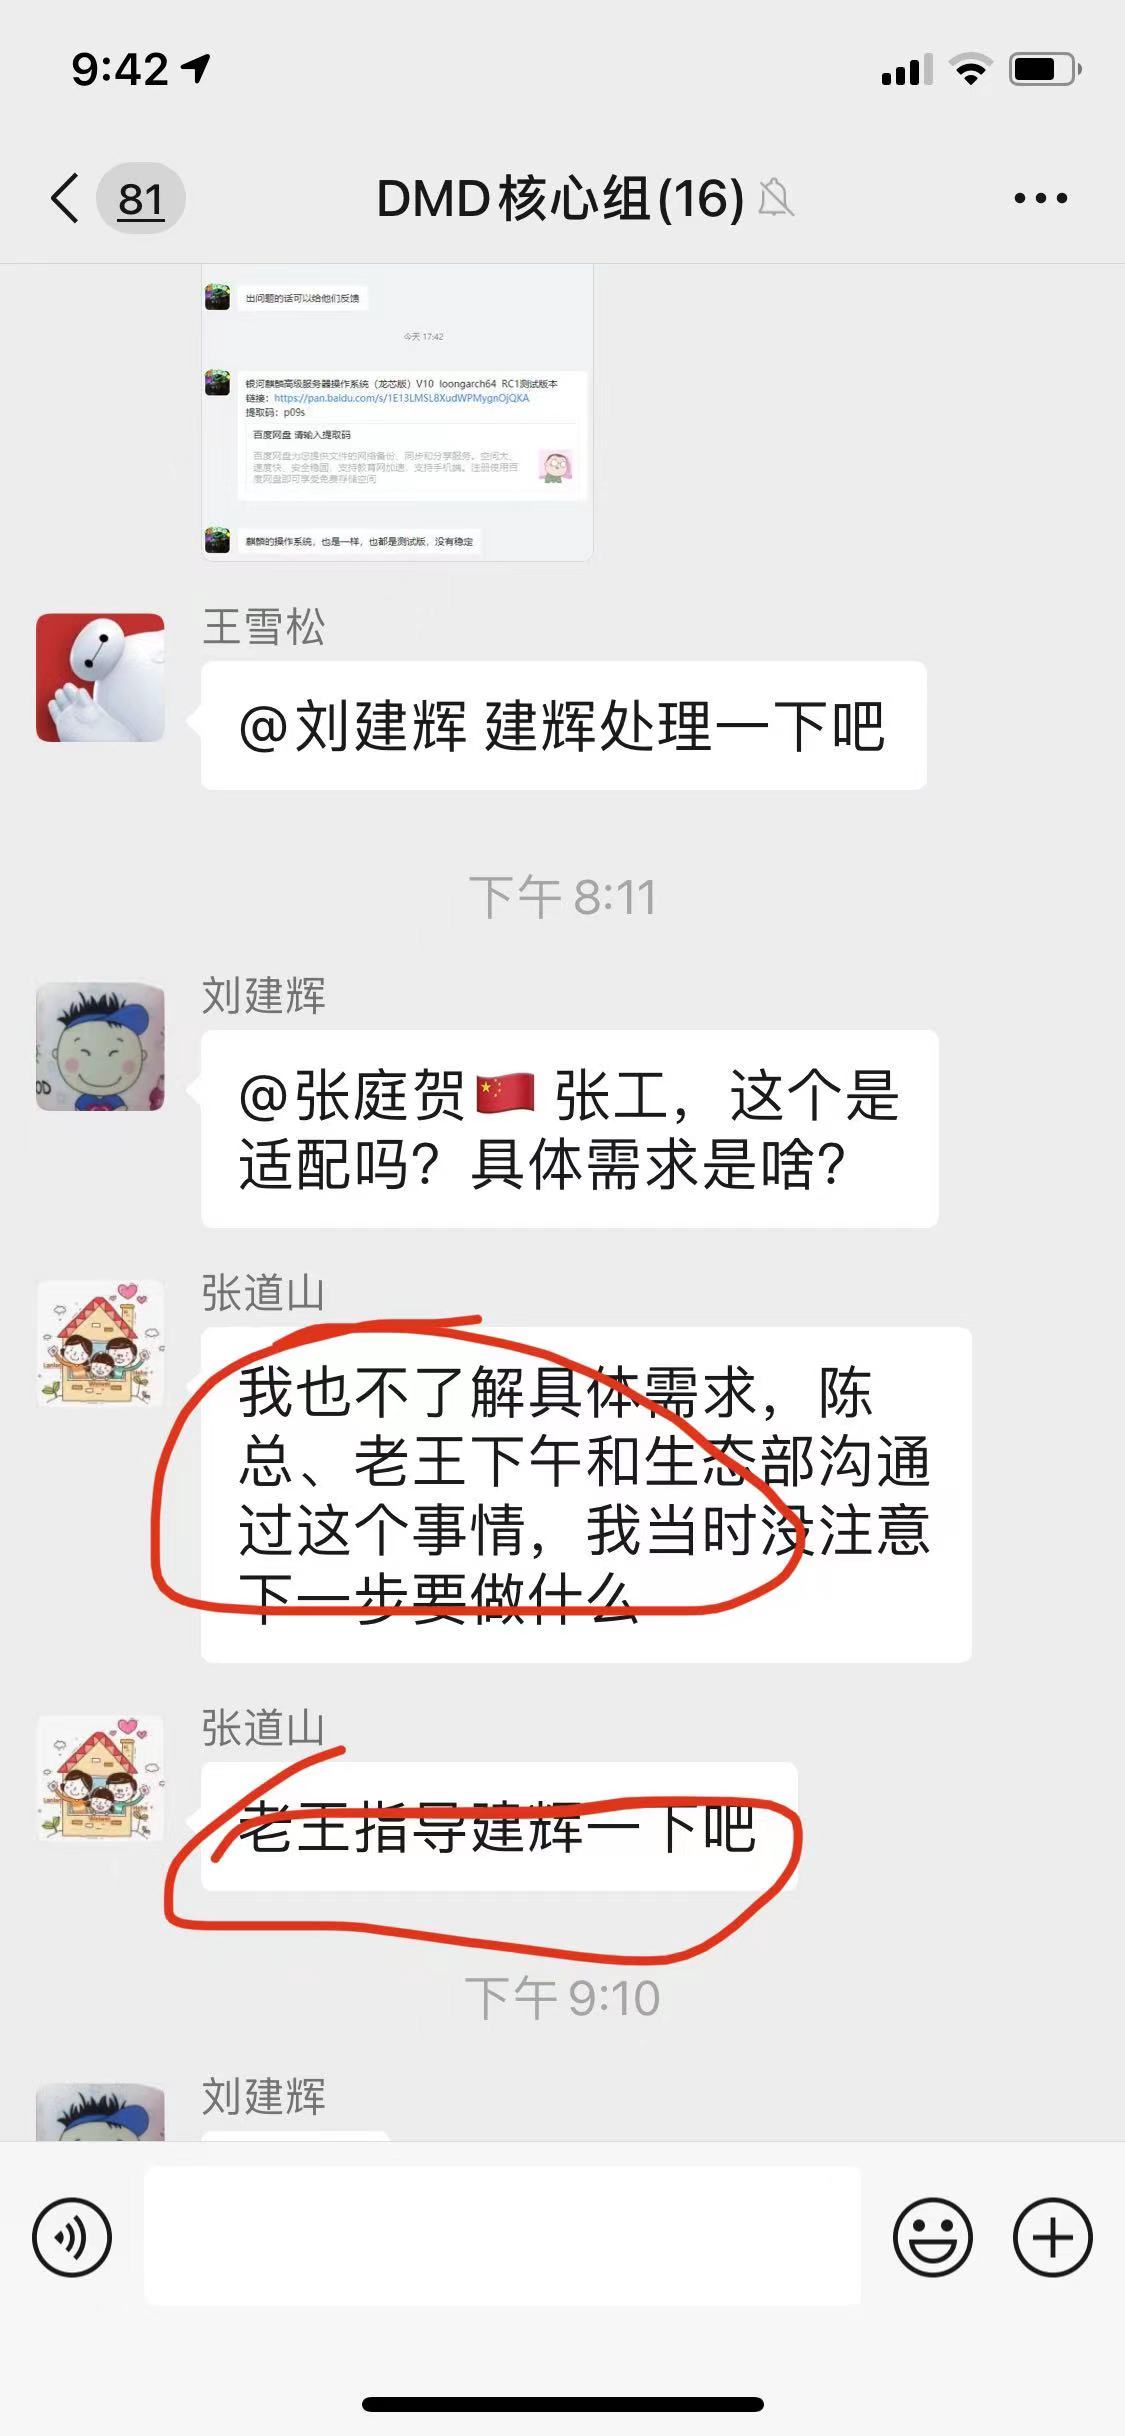 9:42
81
DMD核心组(16)
出问题的话可以给他们反馈
今天 17:42
银河麒麟高级服务器操作系统（龙芯版）V10 loongarch64 RC1测试版本
链接：https://pan.baidu.com/s/1E13LMSL8XudWPMygnOjQKA
提取码：p09s
百度网盘 请输入提取码
百度网盘为您提供文件的网络备份、同步和分享服务。空间大、
速度快、安全稳固，支持教育网加速，支持手机端。注册使用百
度网盘即可享受免费存储空间
麒麟的操作系统，也是一样，也都是测试版，没有稳定
王雪松
@刘建辉 建辉处理一下吧
下午 8:11
刘建辉
@张庭贺🇨🇳 张工，这个是
适配吗？具体需求是啥？
张道山
我也不了解具体需求，陈
总、老王下午和生态部沟通
过这个事情，我当时没注意
下一步要做什么
张道山
老王指导建辉一下吧
下午 9:10
刘建辉